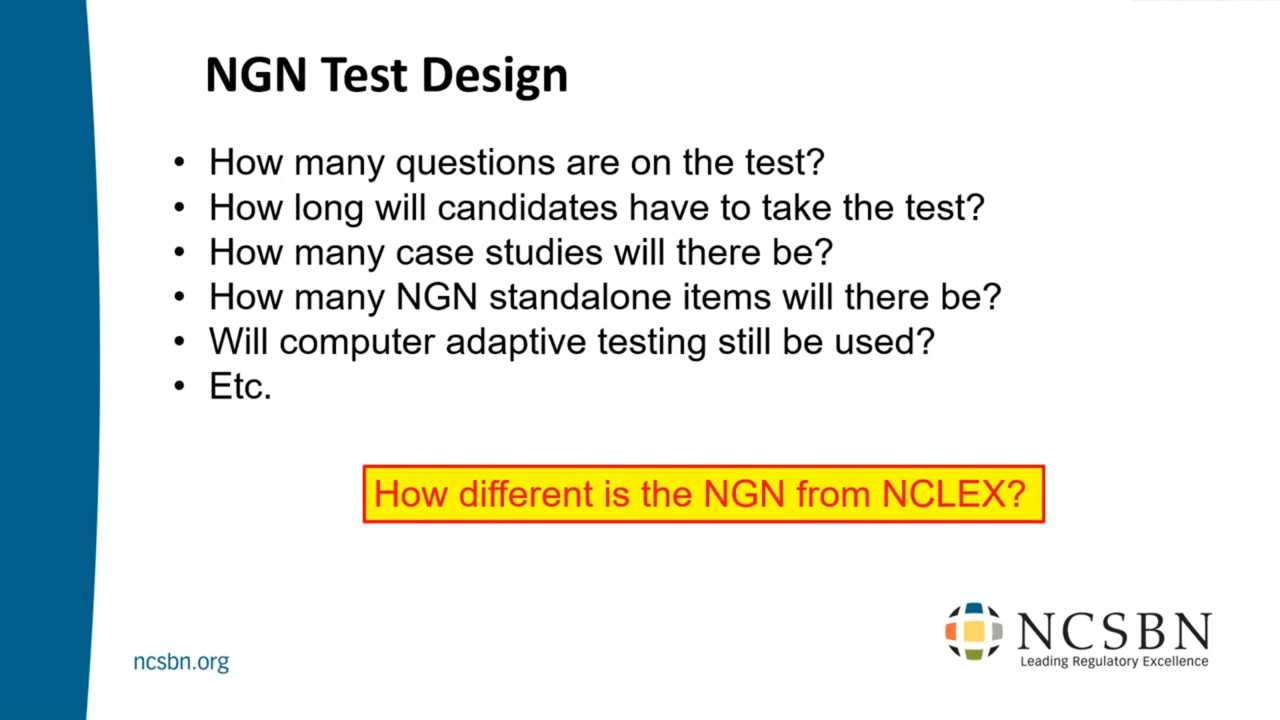 NGN Test Design
• How many questions are on the test?
• How long will candidates have to take the test?
• How many case studies will there be?
• How many NGN standalone items will there be?
• Will computer adaptive testing still be used?
• Etc.
How different is the NGN from NCLEX?
NCSBN
Leading Regulatory Excellence
ncsbn.org